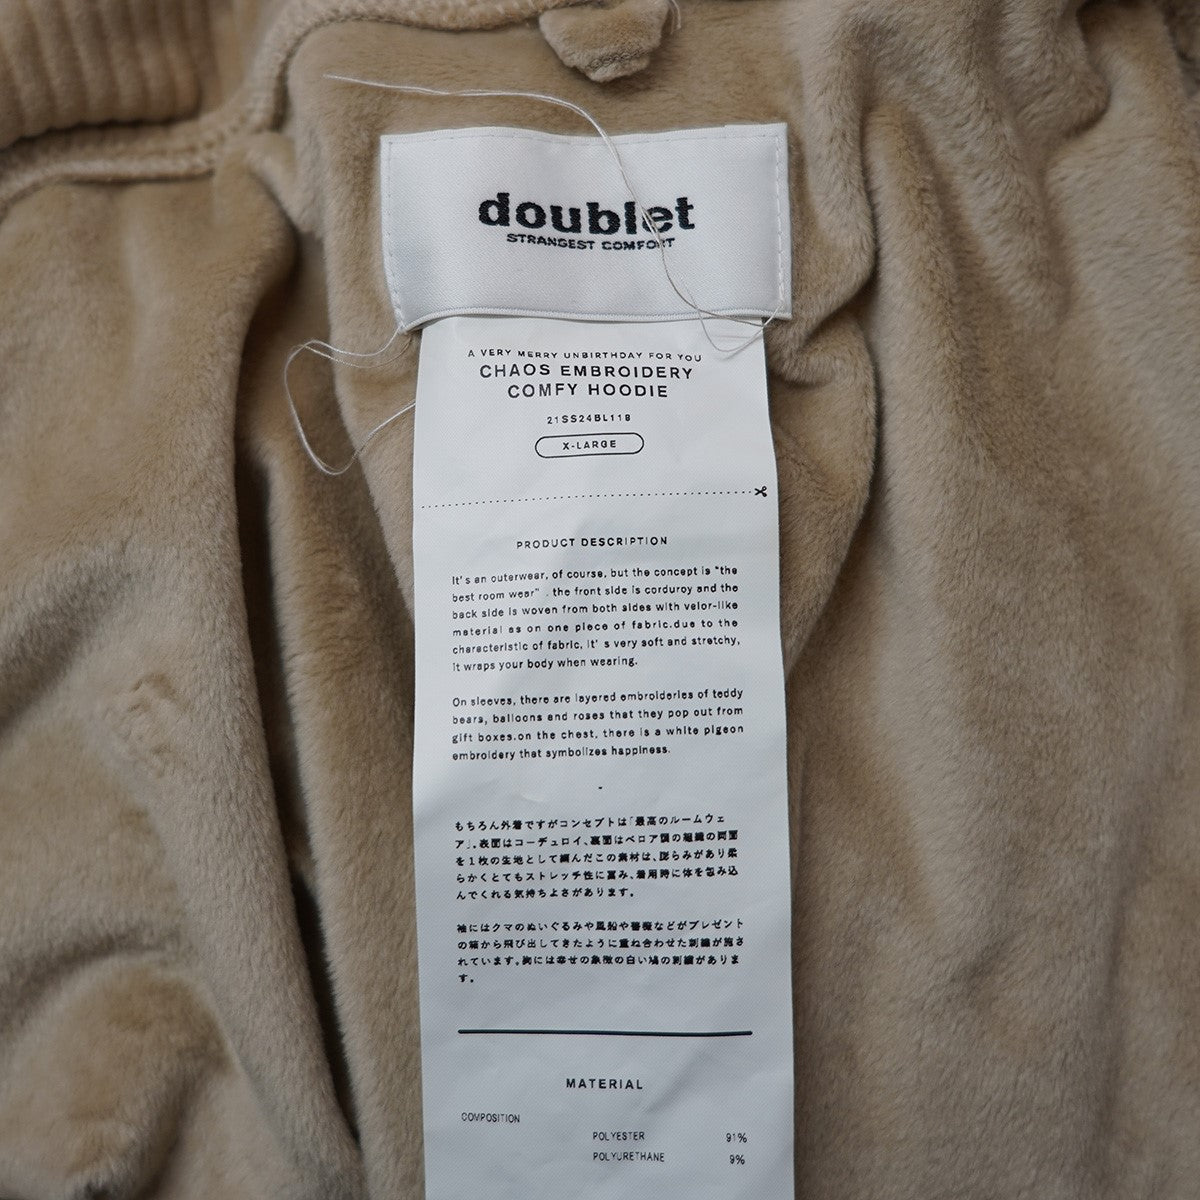 doublet
STRANGEST COMFORT
A VERY MERRY UNBIRTHDAY FOR YOU
CHAOS EMBROIDERY
COMFY HOODIE
21SS24BL118
X-LARGE
PRODUCT DESCRIPTION
It's an outerwear, of course, but the concept is "the
best room wear" . the front side is corduroy and the
back side is woven from both sides with velor-like
material as on one piece of fabric.due to the
characteristic of fabric, it' s very soft and stretchy,
it wraps your body when wearing.
On sleeves, there are layered embroideries of teddy
bears, balloons and roses that they pop out from
gift boxes.on the chest, there is a white pigeon
embroidery that symbolizes happiness.
もちろん外着ですがコンセプトは「最高のルームウェ
ア」。表面はコーデュロイ、裏面はベロア調の組織の両面
を1枚の生地として編んだこの素材は、膨らみがあり柔
らかくとてもストレッチ性に富み、着用時に体を包み込
んでくれる気持ちよさがあります。
袖にはクマのぬいぐるみや風船や薔薇などがプレゼント
の箱から飛び出してきたように重ね合わせた刺繍が施さ
れています。胸には幸せの象徴の白い鳩の刺繍がありま
す。
MATERIAL
COMPOSITION
POLYESTER 91%
POLYURETHANE 9%